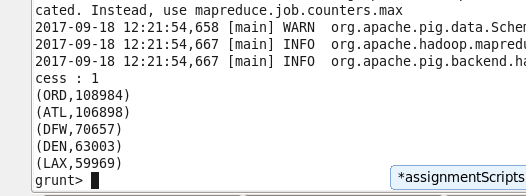 cated. Instead, use mapreduce.job.counters.max
2017-09-18 12:21:54,658 [main] WARN  org.apache.pig.data.Schem
2017-09-18 12:21:54,667 [main] INFO  org.apache.hadoop.mapredu
2017-09-18 12:21:54,667 [main] INFO  org.apache.pig.backend.ha
cess : 1
(ORD,108984)
(ATL,106898)
(DFW,70657)
(DEN,63003)
(LAX,59969)
grunt>
*assignmentScripts